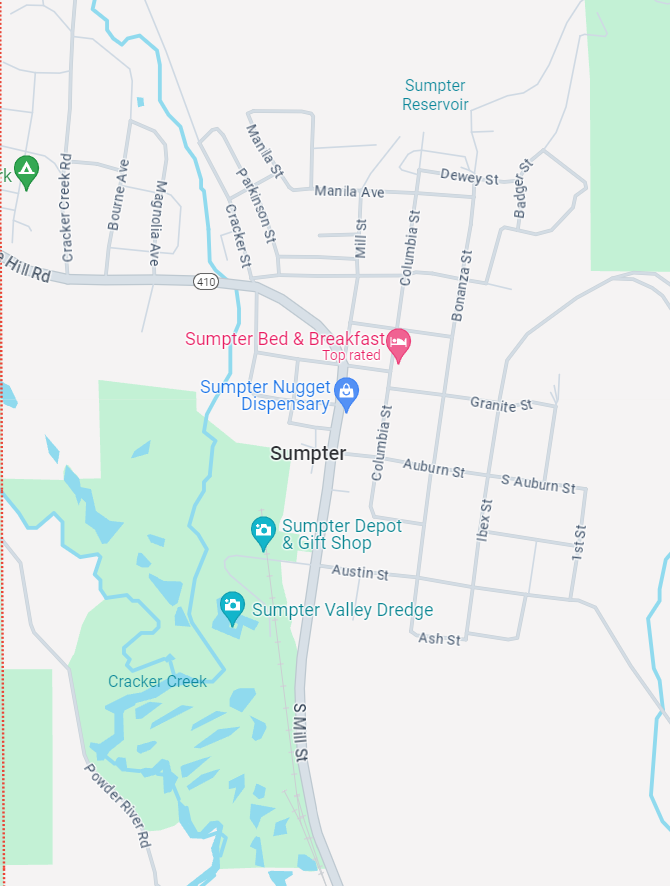 Sumpter
Reservoir
Manila St
Dewey St
k
Badger St
Parkinson St
Manila Ave
Cracker Creek Rd
Bourne Ave
Magnolia Ave
Cracker St
Mill St
Columbia St
Bonanza St
Hill Rd
410
Sumpter Bed & Breakfast
Top rated
Sumpter Nugget
Dispensary
Granite St
Columbia St
Sumpter
Auburn St
S Auburn St
Ibex St
1st St
Sumpter Depot
& Gift Shop
Austin St
Sumpter Valley Dredge
Ash St
Cracker Creek
S Mill St
Powder River Rd